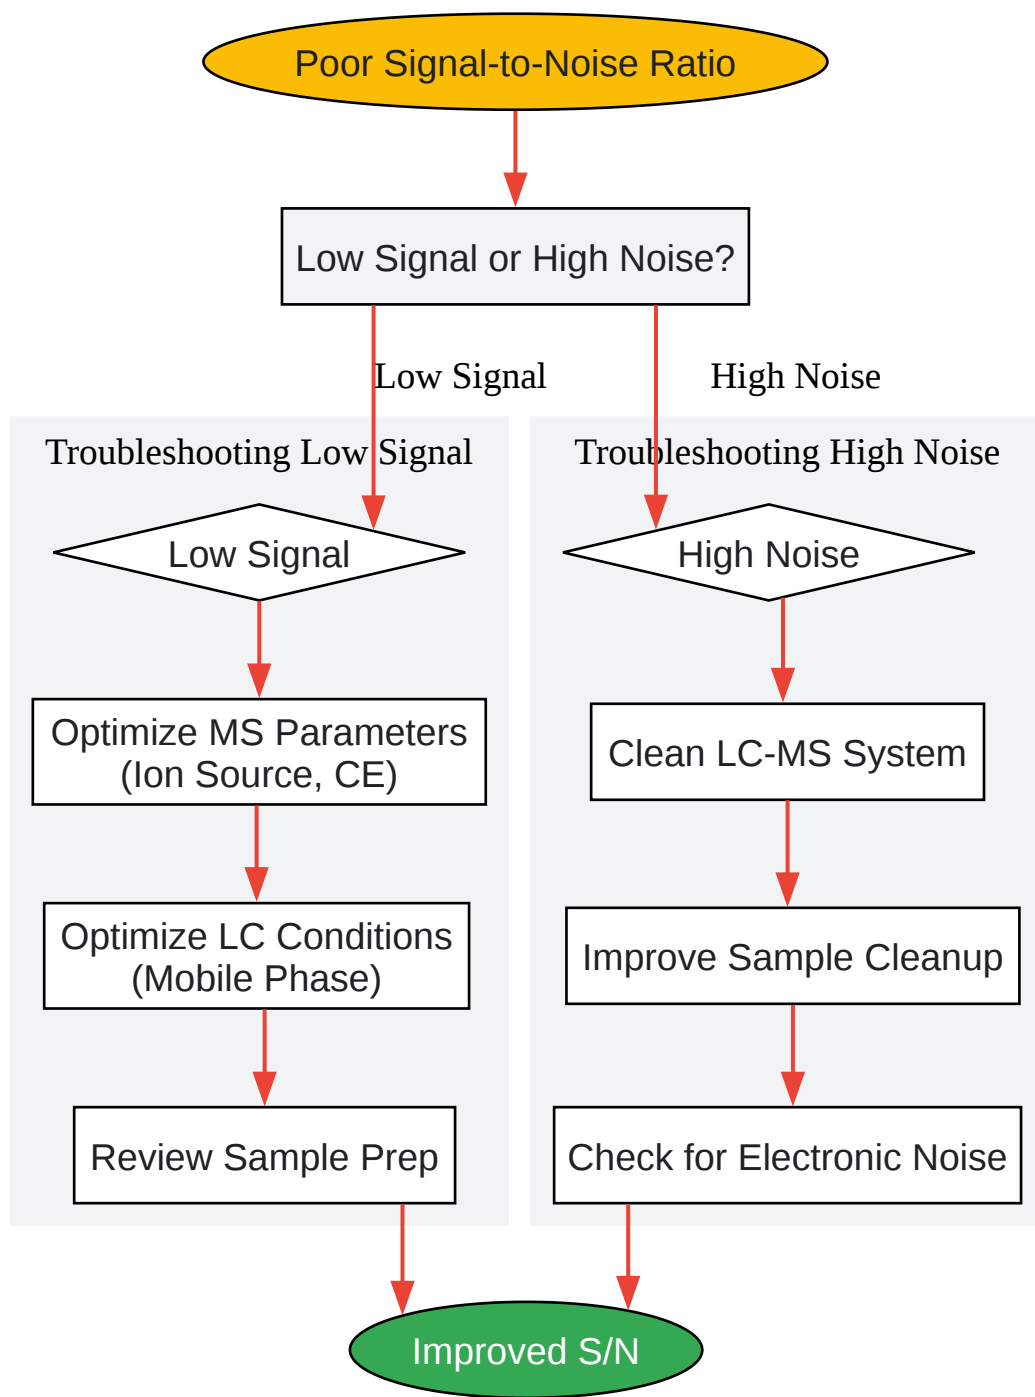 Poor Signal-to-Noise Ratio
Low Signal or High Noise?
Low Signal
High Noise
Troubleshooting Low Signal
Low Signal
Optimize MS Parameters
(Ion Source, CE)
Optimize LC Conditions
(Mobile Phase)
Review Sample Prep
Troubleshooting High Noise
High Noise
Clean LC-MS System
Improve Sample Cleanup
Check for Electronic Noise
Improved S/N